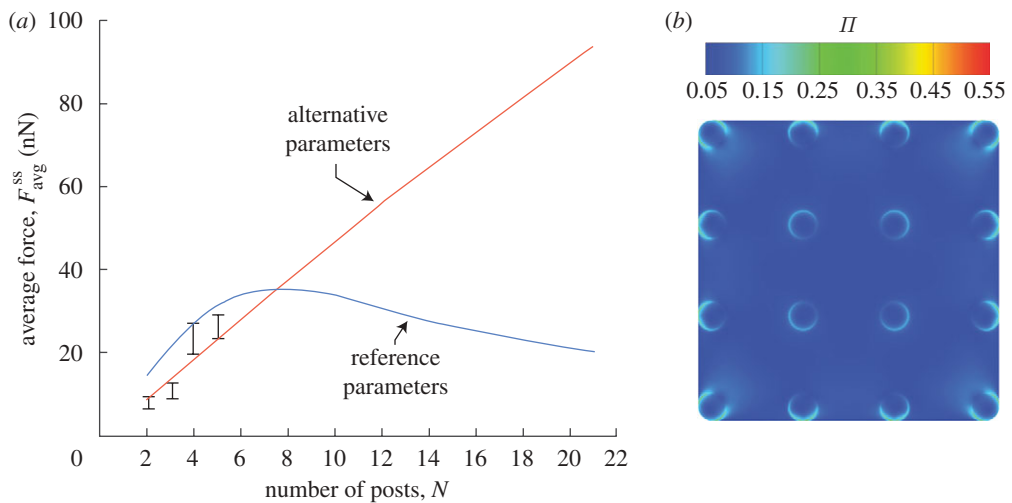 (a)
100
80
60
40
20
0
average force, F_avg^ss (nN)
alternative
parameters
reference
parameters
2 4 6 8 10 12 14 16 18 20 22
number of posts, N
(b)
Π
0.05 0.15 0.25 0.35 0.45 0.55